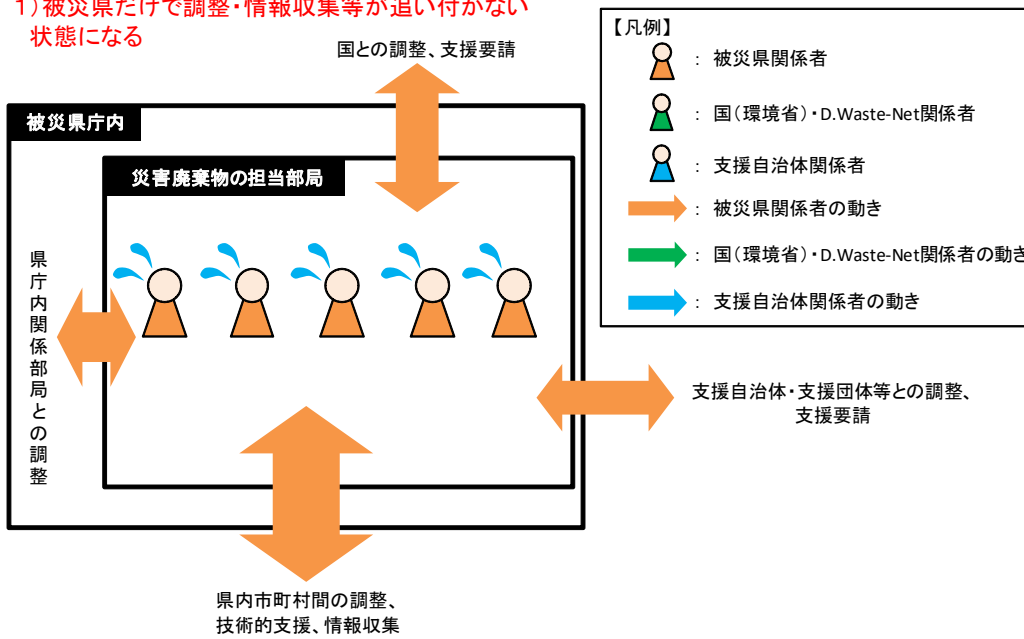 1)被災県だけで調整・情報収集等が追い付かない
状態になる
国との調整、支援要請
【凡例】
： 被災県関係者
： 国(環境省)・D.Waste-Net関係者
： 支援自治体関係者
： 被災県関係者の動き
： 国(環境省)・D.Waste-Net関係者の動き
： 支援自治体関係者の動き
被災県庁内
災害廃棄物の担当部局
県庁内関係部局との調整
支援自治体・支援団体等との調整、
支援要請
県内市町村間の調整、
技術的支援、情報収集